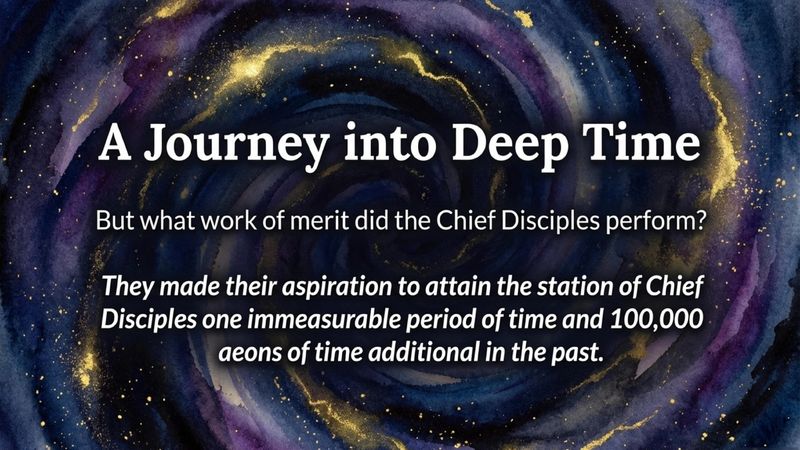 A Journey into Deep Time
But what work of merit did the Chief Disciples perform?
They made their aspiration to attain the station of Chief
Disciples one immeasurable period of time and 100,000
aeons of time additional in the past.